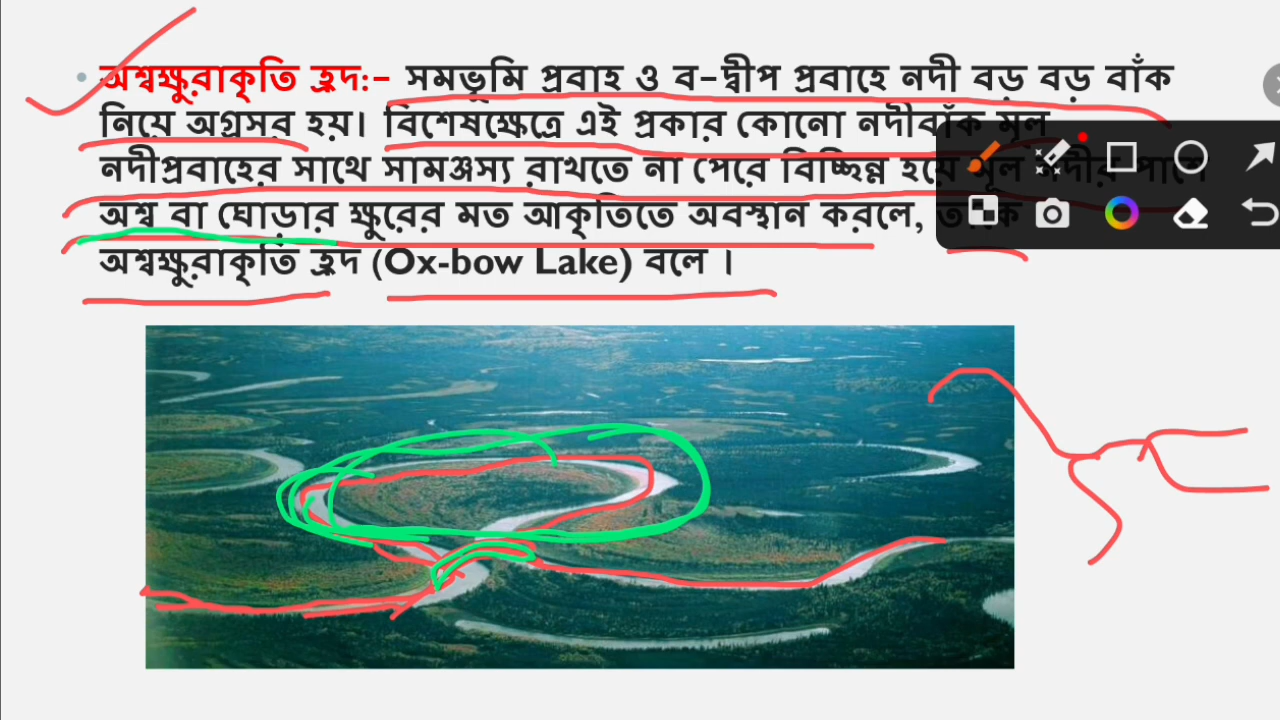 অশ্বক্ষুরাকৃতি হ্রদ:– সমভূমি প্রবাহ ও ব–দ্বীপ প্রবাহে নদী বড় বড় বাঁক
নিয়ে অগ্রসর হয়। বিশেষক্ষেত্রে এই প্রকার কোনো নদীবাঁক মূল
নদীপ্রবাহের সাথে সামঞ্জস্য রাখতে না পেরে বিচ্ছিন্ন হয়ে মূল নদীর পাশে
অশ্ব বা ঘোড়ার ক্ষুরের মত আকৃতিতে অবস্থান করলে, তাকে
অশ্বক্ষুরাকৃতি হ্রদ (Ox-bow Lake) বলে ।